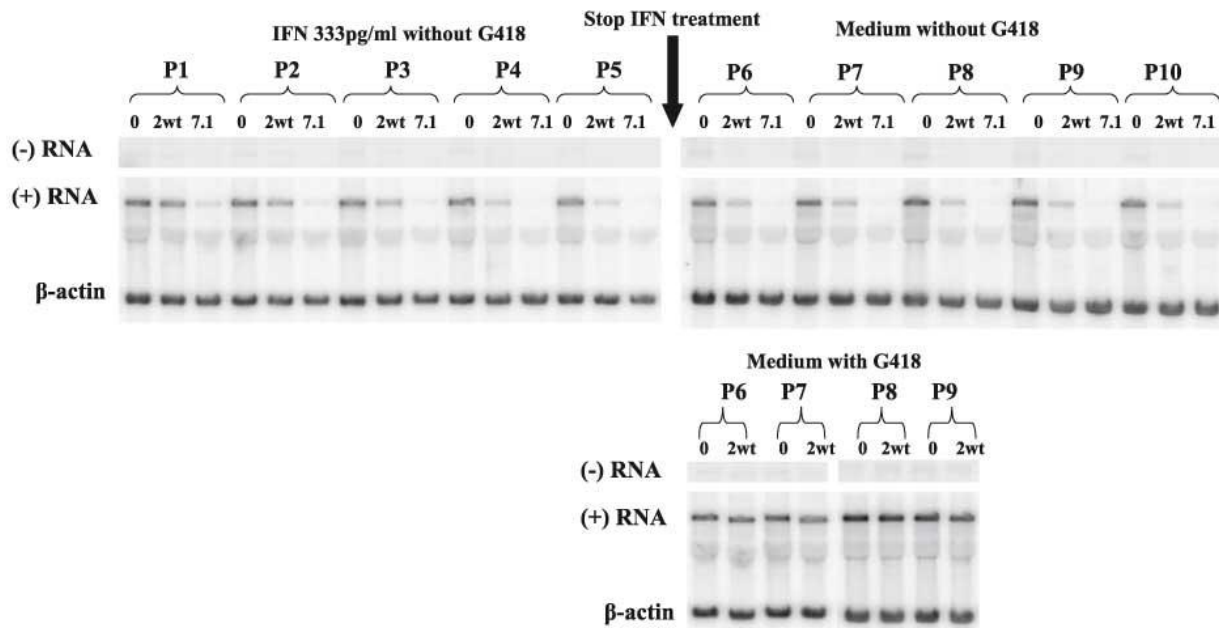 Stop IFN treatment
IFN 333pg/ml without G418
Medium without G418
P1 P2 P3 P4 P5 P6 P7 P8 P9 P10
0 2wt 7.1 0 2wt 7.1 0 2wt 7.1 0 2wt 7.1 0 2wt 7.1 0 2wt 7.1 0 2wt 7.1 0 2wt 7.1 0 2wt 7.1 0 2wt 7.1
(-) RNA
(+) RNA
β-actin
Medium with G418
P6 P7 P8 P9
0 2wt 0 2wt 0 2wt 0 2wt
(-) RNA
(+) RNA
β-actin